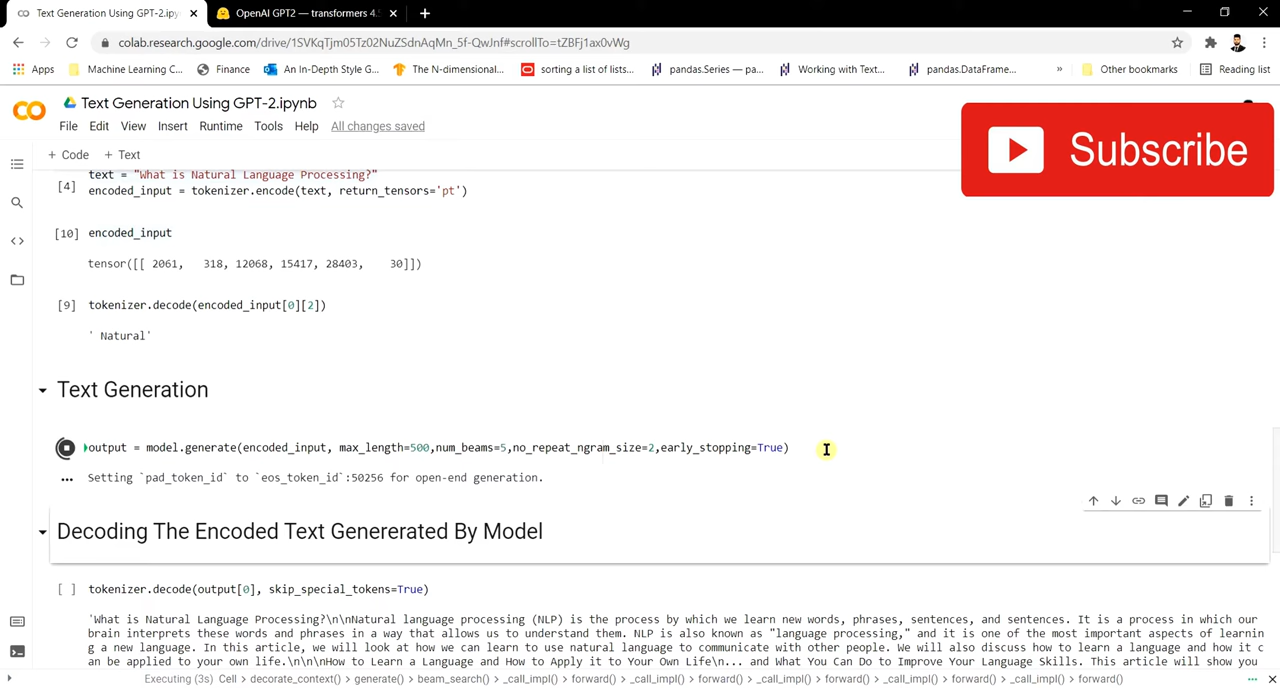 Text Generation Using GPT-2.ipyn
OpenAI GPT2 — transformers 4.5
colab.research.google.com/drive/1SVKqTjm05Tz02NuZSdnAqMn_5f-QwJnf#scrollTo=tZBFj1ax0vWg
Apps Machine Learning C... Finance An In-Depth Style G... The N-dimensional... sorting a list of lists... pandas.Series — pa... Working with Text... pandas.DataFrame... » Other bookmarks Reading list
CO Text Generation Using GPT-2.ipynb
File Edit View Insert Runtime Tools Help All changes saved
Subscribe
+ Code + Text
text = "What is Natural Language Processing?"
[4] encoded_input = tokenizer.encode(text, return_tensors='pt')
[10] encoded_input
tensor([[ 2061, 318, 12068, 15417, 28403, 30]])
[9] tokenizer.decode(encoded_input[0][2])
' Natural'
Text Generation
output = model.generate(encoded_input, max_length=500,num_beams=5,no_repeat_ngram_size=2,early_stopping=True)
... Setting `pad_token_id` to `eos_token_id`:50256 for open-end generation.
Decoding The Encoded Text Genererated By Model
[ ] tokenizer.decode(output[0], skip_special_tokens=True)
'What is Natural Language Processing?\n\nNatural language processing (NLP) is the process by which we learn new words, phrases, sentences, and sentences. It is a process in which our
brain interprets these words and phrases in a way that allows us to understand them. NLP is also known as "language processing," and it is one of the most important aspects of learnin
g a new language. In this article, we will look at how we can learn to use natural language to communicate with other people. We will also discuss how to learn a language and how it c
an be applied to your own life.\n\n\nHow to Learn a Language and How to Apply it to Your Own Life\n... and What You Can Do to Improve Your Language Skills. This article will show you
Executing (3s) Cell > decorate_context() > generate() > beam_search() > _call_impl() > forward() > _call_impl() > forward() > _call_impl() > forward() > _call_impl() > forward() > _call_impl() > forward()